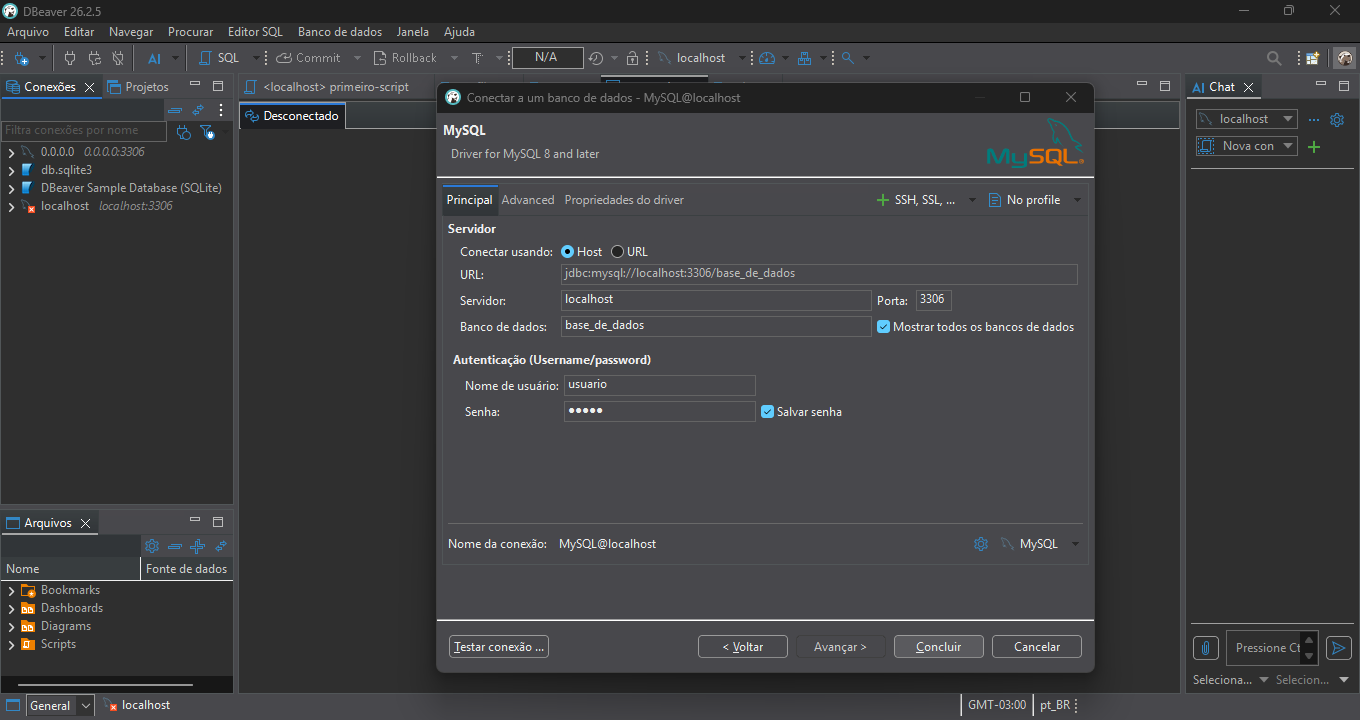 DBeaver 26.2.5
Arquivo Editar Navegar Procurar Editor SQL Banco de dados Janela Ajuda
AI SQL Commit Rollback T N/A localhost
Conexões Projetos
<localhost> primeiro-script
Chat
Filtra conexões por nome
0.0.0.0 0.0.0.0:3306
db.sqlite3
DBeaver Sample Database (SQLite)
localhost localhost:3306
Desconectado
Conectar a um banco de dados - MySQL@localhost
MySQL
Driver for MySQL 8 and later
MySQL
Principal Advanced Propriedades do driver SSH, SSL, ... No profile
Servidor
Conectar usando: Host URL
URL: jdbc:mysql://localhost:3306/base_de_dados
Servidor: localhost Porta: 3306
Banco de dados: base_de_dados Mostrar todos os bancos de dados
Autenticação (Username/password)
Nome de usuário: usuario
Senha: ●●●●● Salvar senha
Nome da conexão: MySQL@localhost MySQL
Testar conexão ... < Voltar Avançar > Concluir Cancelar
AI Chat
localhost
Nova con
Pressione Ct
Seleciona... Selecion...
Arquivos
Nome Fonte de dados
Bookmarks
Dashboards
Diagrams
Scripts
General localhost GMT-03:00 pt_BR